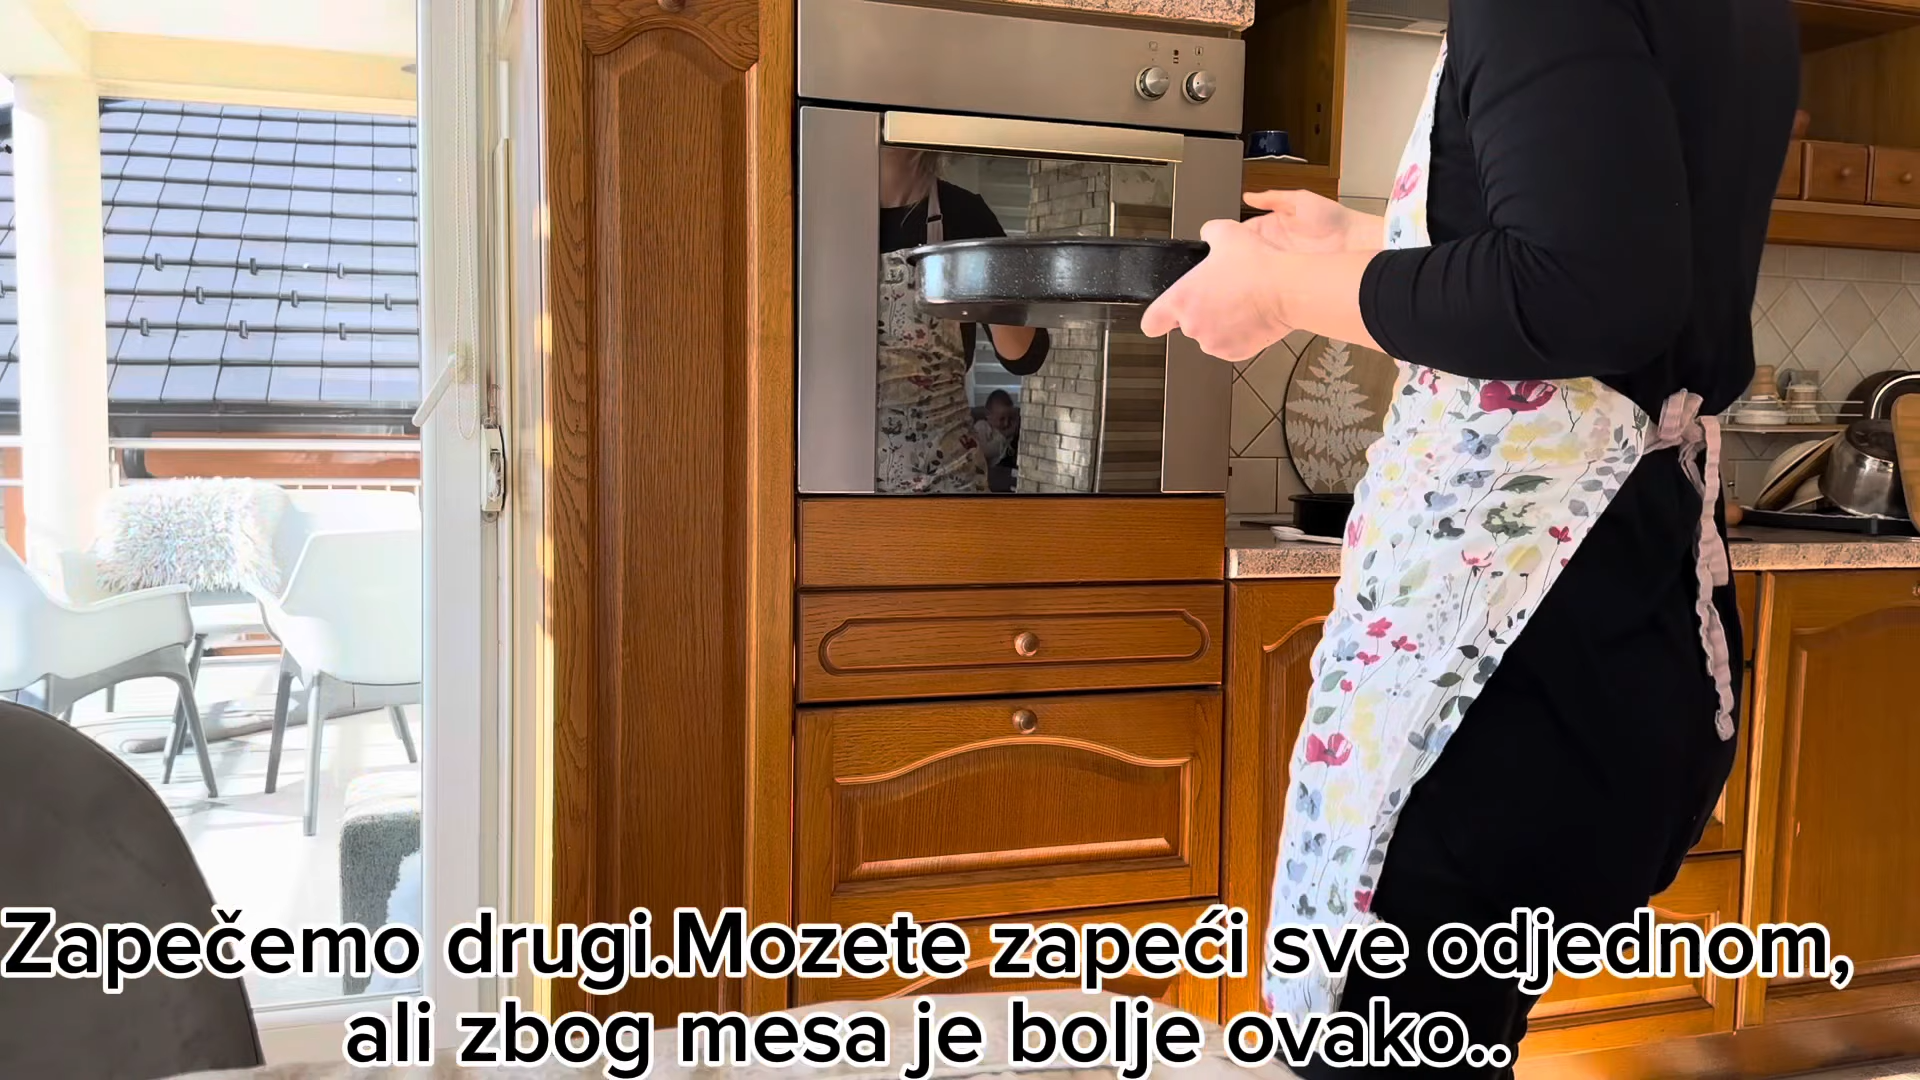 Zapečemo drugi.Mozete zapeći sve odjednom,
ali zbog mesa je bolje ovako..